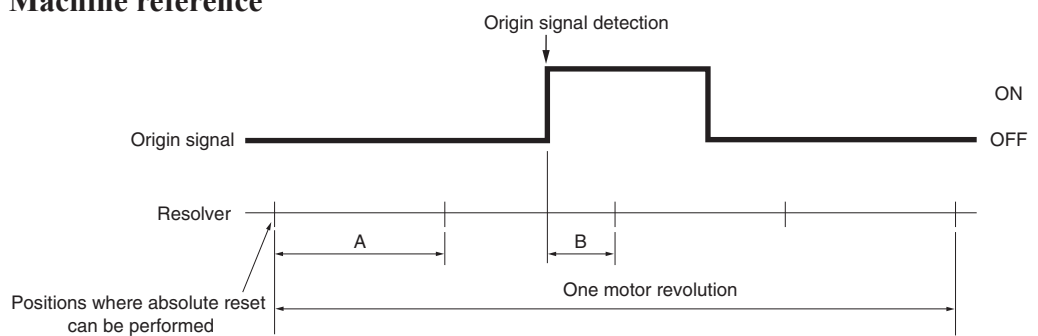 Machine reference
Origin signal detection
ON
Origin signal
OFF
Resolver
A
B
One motor revolution
Positions where absolute reset
can be performed